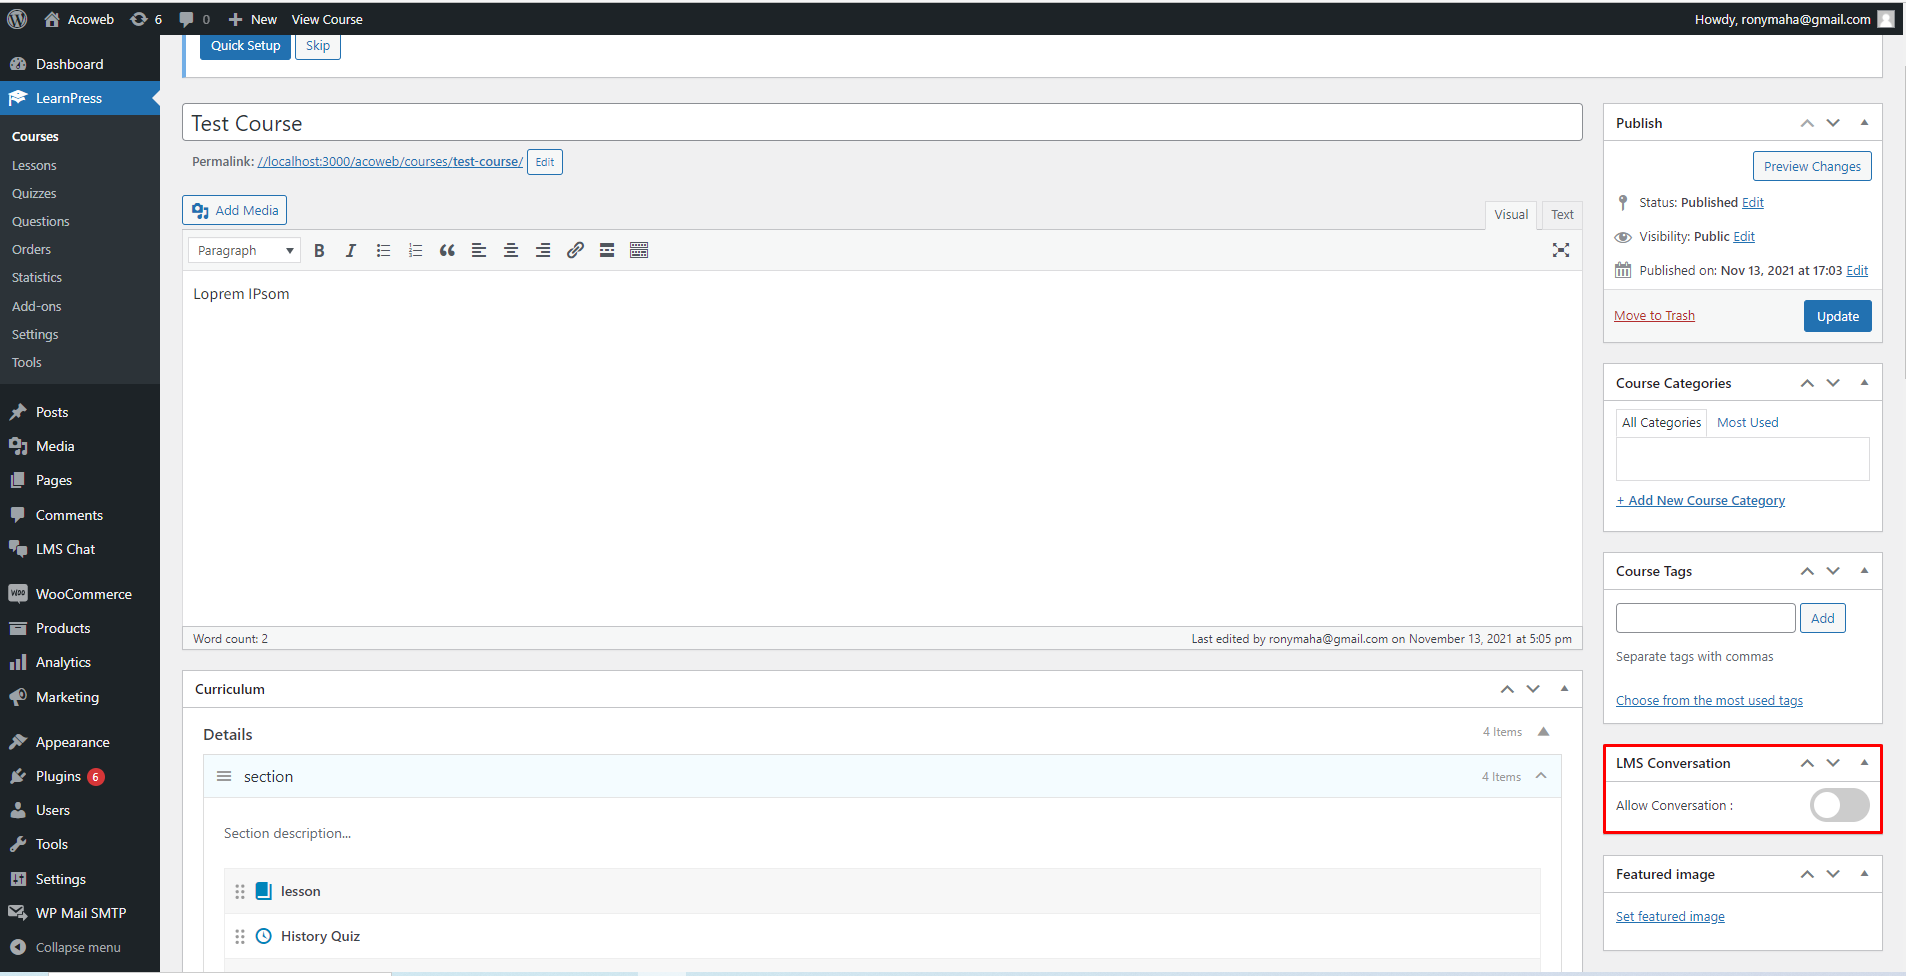 Acoweb 6 0 New View Course Howdy, ronymaha@gmail.com
Quick Setup Skip
Dashboard
LearnPress
Courses
Lessons
Quizzes
Questions
Orders
Statistics
Add-ons
Settings
Tools
Posts
Media
Pages
Comments
LMS Chat
WooCommerce
Products
Analytics
Marketing
Appearance
Plugins 6
Users
Tools
Settings
WP Mail SMTP
Collapse menu
Test Course
Permalink: //localhost:3000/acoweb/courses/test-course/ Edit
Add Media
Visual Text
Paragraph B I
Loprem IPsom
Word count: 2 Last edited by ronymaha@gmail.com on November 13, 2021 at 5:05 pm
Curriculum
Details 4 Items
section 4 Items
Section description...
lesson
History Quiz
Publish
Preview Changes
Status: Published Edit
Visibility: Public Edit
Published on: Nov 13, 2021 at 17:03 Edit
Move to Trash Update
Course Categories
All Categories Most Used
+ Add New Course Category
Course Tags
Add
Separate tags with commas
Choose from the most used tags
LMS Conversation
Allow Conversation :
Featured image
Set featured image